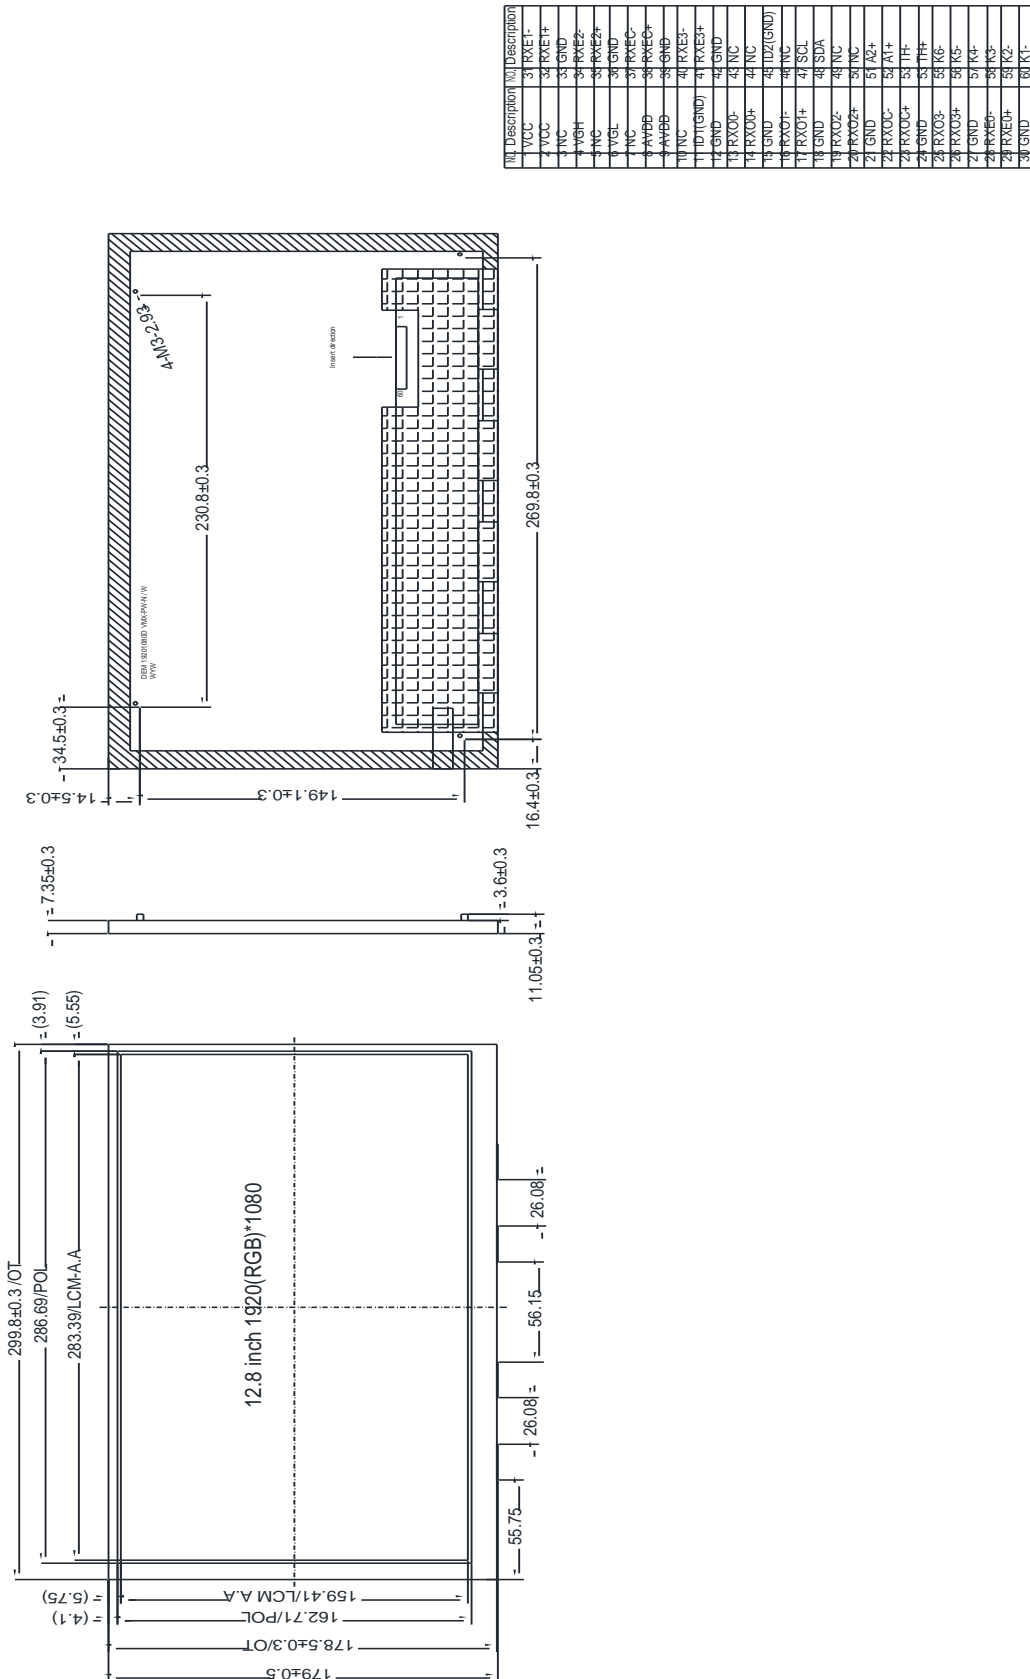 299.8±0.3 /OT
286.69/POL
(3.91)
283.39/LCM-A.A
(5.55)
12.8 inch 1920(RGB)*1080
(5.75)
(4.1)
159.41/LCM A.A
162.71/POL
178.5±0.3/OT
179±0.5
55.75
26.08
56.15
26.08
7.35±0.3
3.6±0.3
11.05±0.3
34.5±0.3
14.5±0.3
149.1±0.3
16.4±0.3
230.8±0.3
269.8±0.3
4-M3-2.93
DEM 19201080D VMX-PW-N / W
WYW
Insert direction
60
1
NO. Description NO. Description
1 VCC 31 RXE1-
2 VCC 32 RXE1+
3 NC 33 GND
4 VGH 34 RXE2-
5 NC 35 RXE2+
6 VGL 36 GND
7 NC 37 RXEC-
8 AVDD 38 RXEC+
9 AVDD 39 GND
10 NC 40 RXE3-
11 ID1(GND) 41 RXE3+
12 GND 42 GND
13 RXO0- 43 NC
14 RXO0+ 44 NC
15 GND 45 ID2(GND)
16 RXO1- 46 NC
17 RXO1+ 47 SCL
18 GND 48 SDA
19 RXO2- 49 NC
20 RXO2+ 50 NC
21 GND 51 A2+
22 RXOC- 52 A1+
23 RXOC+ 53 TH-
24 GND 53 TH+
25 RXO3- 55 K6-
26 RXO3+ 56 K5-
27 GND 57 K4-
28 RXE0- 58 K3-
29 RXE0+ 59 K2-
30 GND 60 K1-